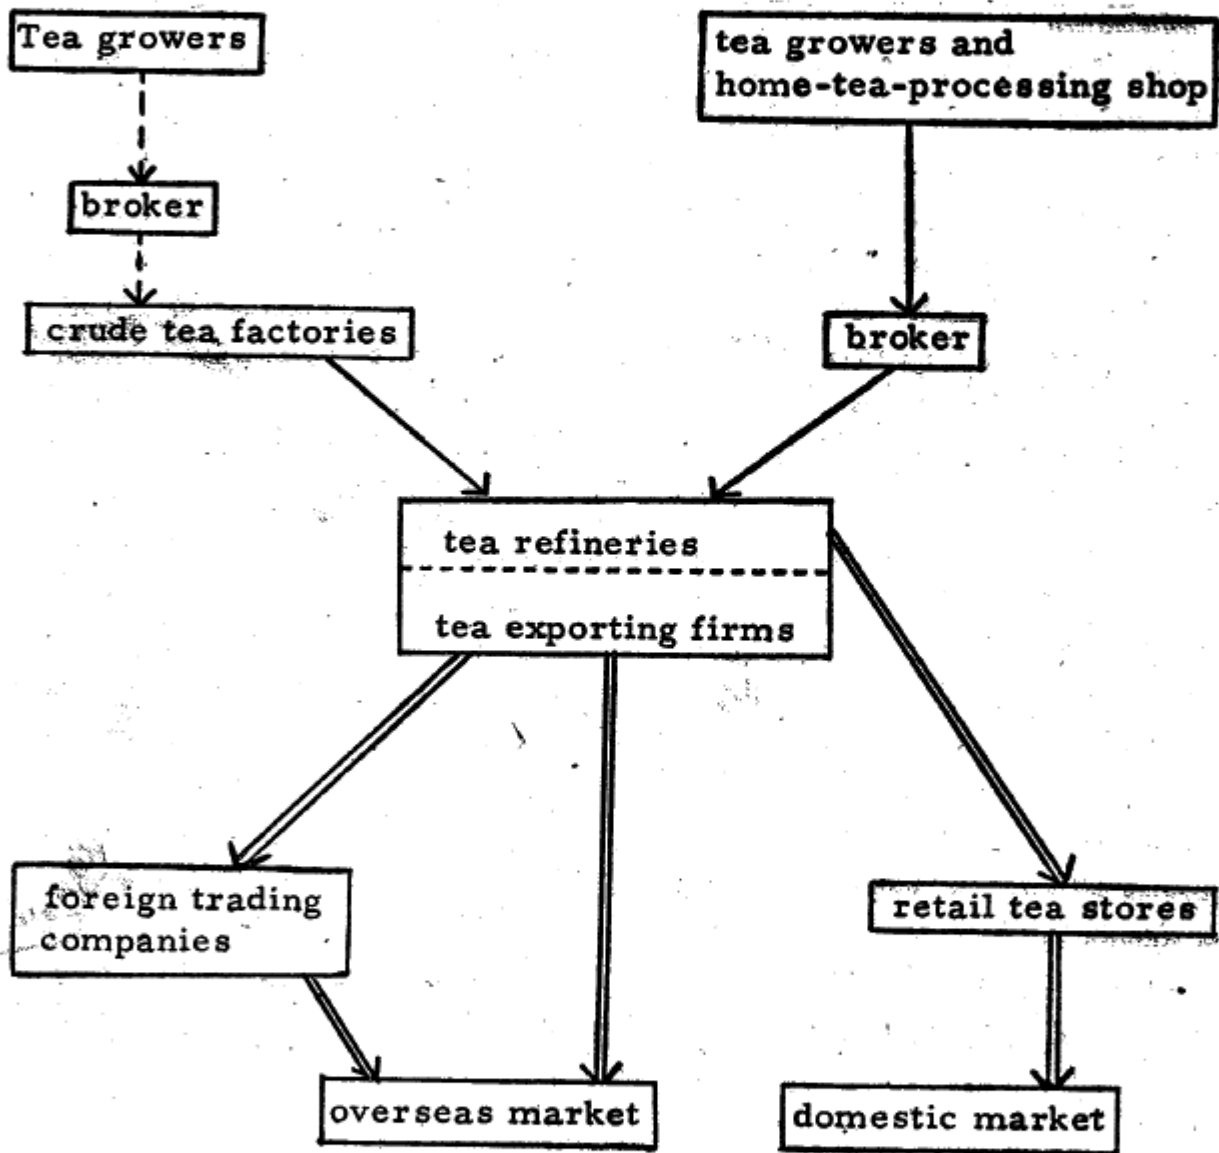 Tea growers
tea growers and
home-tea-processing shop
broker
crude tea factories
broker
tea refineries
tea exporting firms
foreign trading
companies
retail tea stores
overseas market
domestic market